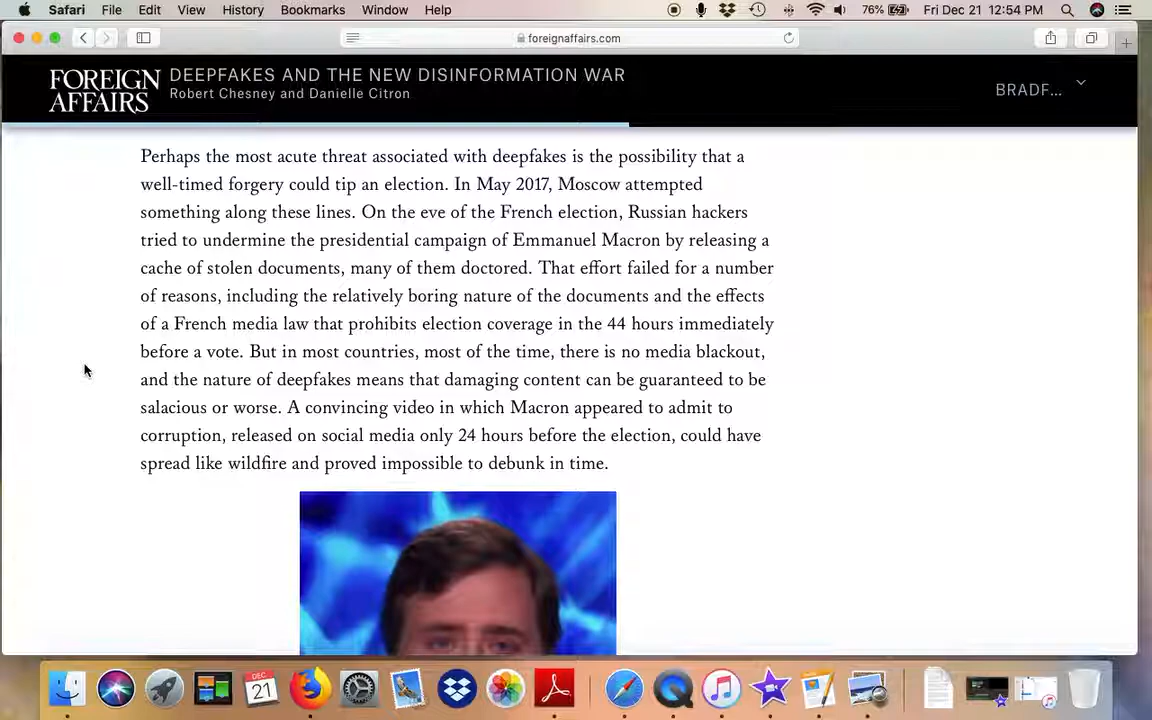 Safari File Edit View History Bookmarks Window Help 76% Fri Dec 21 12:54 PM
foreignaffairs.com
FOREIGN AFFAIRS
DEEPFAKES AND THE NEW DISINFORMATION WAR
Robert Chesney and Danielle Citron
BRADF...
Perhaps the most acute threat associated with deepfakes is the possibility that a
well-timed forgery could tip an election. In May 2017, Moscow attempted
something along these lines. On the eve of the French election, Russian hackers
tried to undermine the presidential campaign of Emmanuel Macron by releasing a
cache of stolen documents, many of them doctored. That effort failed for a number
of reasons, including the relatively boring nature of the documents and the effects
of a French media law that prohibits election coverage in the 44 hours immediately
before a vote. But in most countries, most of the time, there is no media blackout,
and the nature of deepfakes means that damaging content can be guaranteed to be
salacious or worse. A convincing video in which Macron appeared to admit to
corruption, released on social media only 24 hours before the election, could have
spread like wildfire and proved impossible to debunk in time.
DEC
21